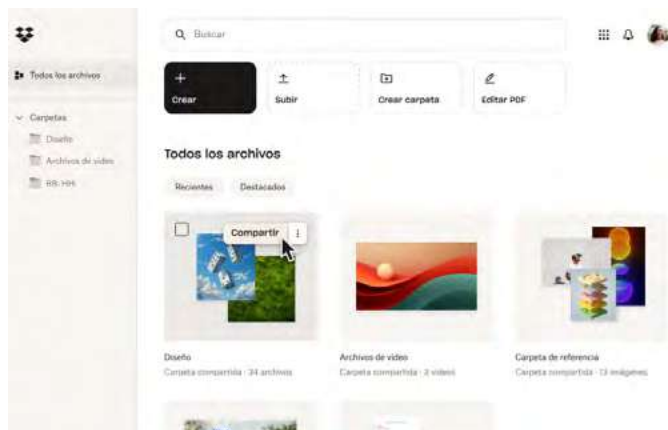 Buscar
Todos los archivos
Crear
Subir
Crear carpeta
Editar PDF
Carpetas
Diseño
Archivos de video
RR. HH.
Todos los archivos
Recientes
Destacados
Compartir
Diseño
Carpeta compartida · 34 archivos
Archivos de video
Carpeta compartida · 3 videos
Carpeta de referencia
Carpeta compartida · 13 imágenes